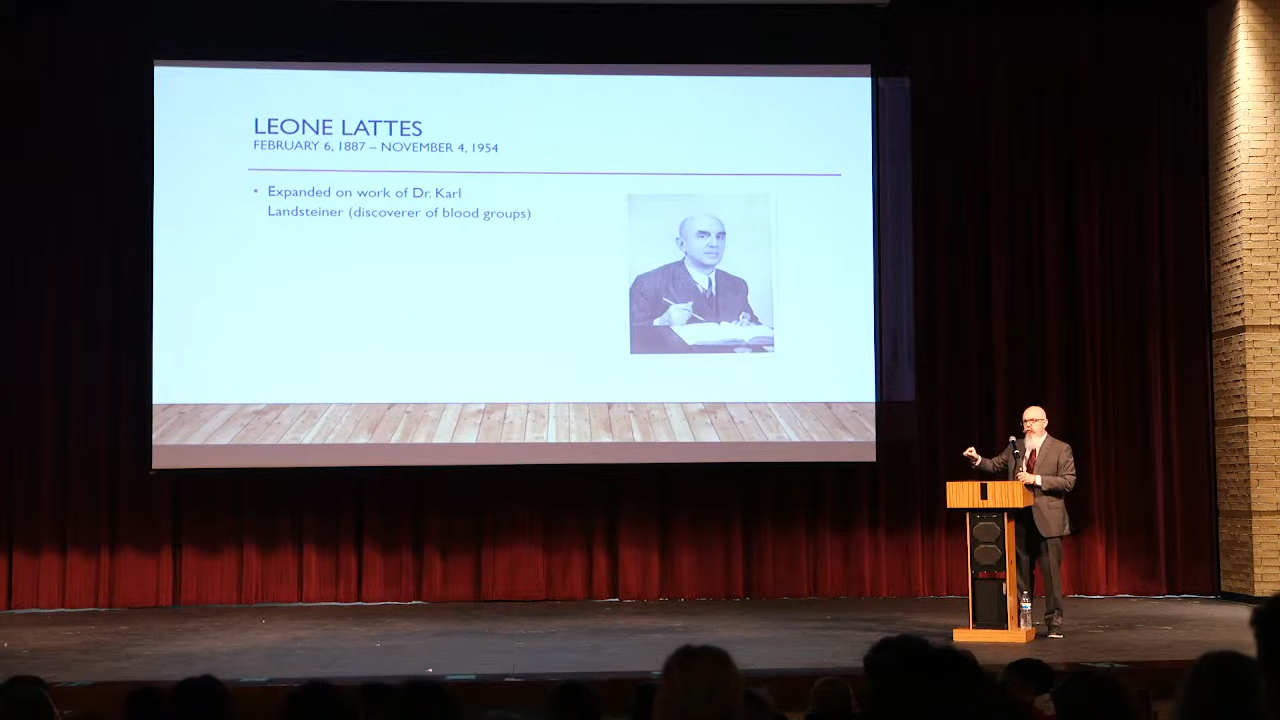 LEONE LATTES
FEBRUARY 6, 1887 – NOVEMBER 4, 1954
• Expanded on work of Dr. Karl
Landsteiner (discoverer of blood groups)